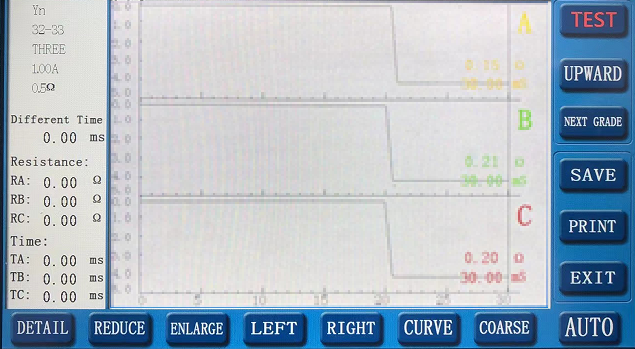 Yn
32-33
THREE
1.00A
0.5Ω
Different Time
0.00 ms
Resistance:
RA: 0.00 Ω
RB: 0.00 Ω
RC: 0.00 Ω
Time:
TA: 0.00 ms
TB: 0.00 ms
TC: 0.00 ms
A
0.15 Ω
30.00 mS
B
0.21 Ω
30.00 mS
C
0.20 Ω
30.00 mS
0 5 10 15 20 25 30
TEST
UPWARD
NEXT GRADE
SAVE
PRINT
EXIT
DETAIL REDUCE ENLARGE LEFT RIGHT CURVE COARSE AUTO